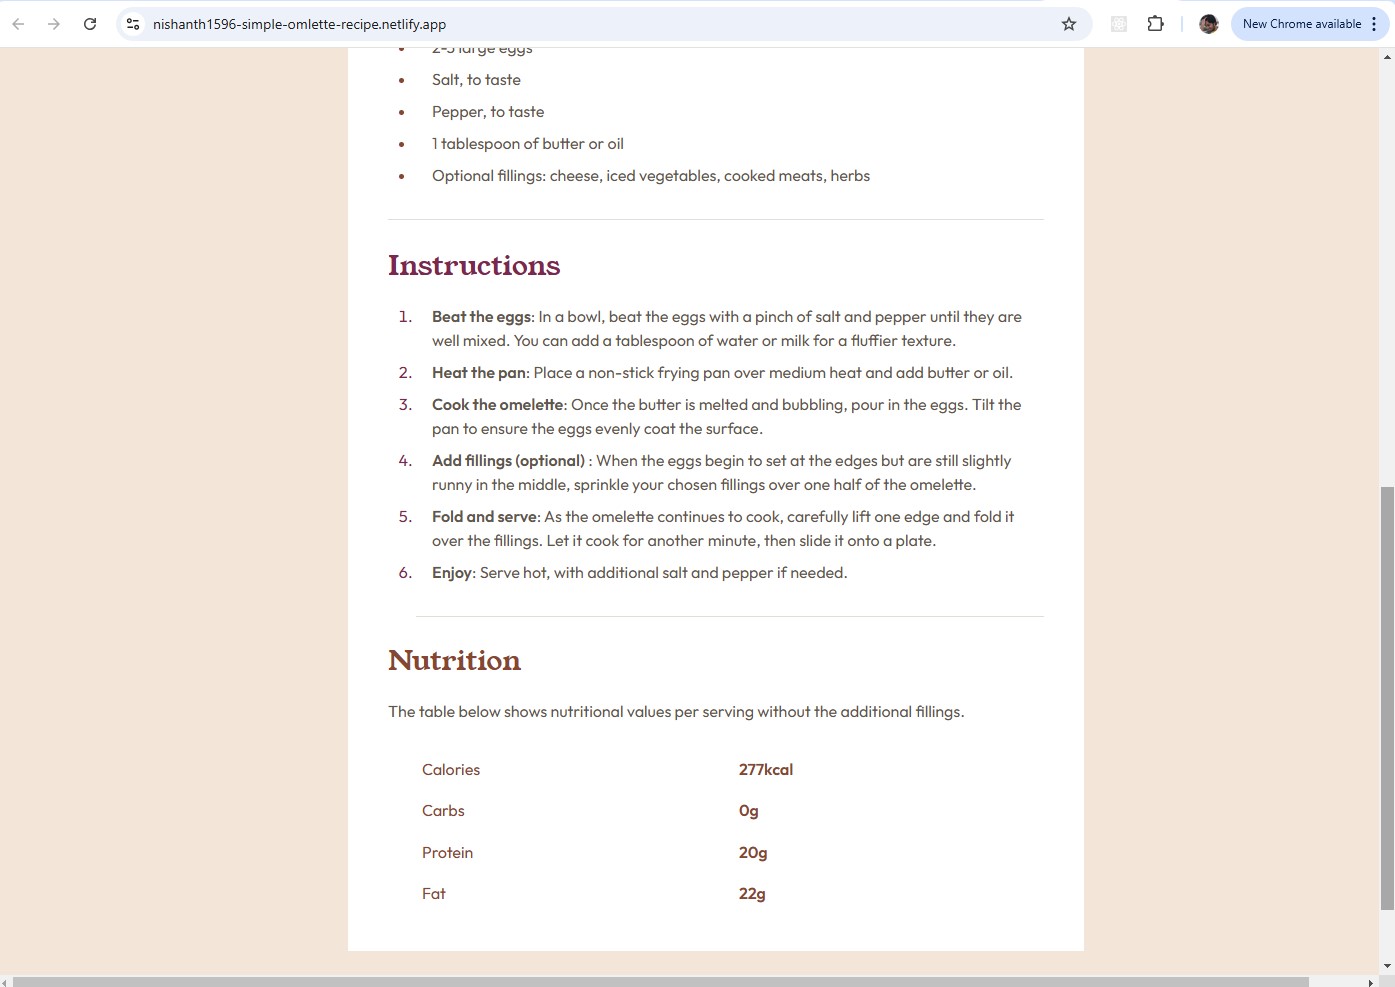 nishanth1596-simple-omlette-recipe.netlify.app
New Chrome available
2-3 large eggs
Salt, to taste
Pepper, to taste
1 tablespoon of butter or oil
Optional fillings: cheese, iced vegetables, cooked meats, herbs
Instructions
1. Beat the eggs: In a bowl, beat the eggs with a pinch of salt and pepper until they are
well mixed. You can add a tablespoon of water or milk for a fluffier texture.
2. Heat the pan: Place a non-stick frying pan over medium heat and add butter or oil.
3. Cook the omelette: Once the butter is melted and bubbling, pour in the eggs. Tilt the
pan to ensure the eggs evenly coat the surface.
4. Add fillings (optional) : When the eggs begin to set at the edges but are still slightly
runny in the middle, sprinkle your chosen fillings over one half of the omelette.
5. Fold and serve: As the omelette continues to cook, carefully lift one edge and fold it
over the fillings. Let it cook for another minute, then slide it onto a plate.
6. Enjoy: Serve hot, with additional salt and pepper if needed.
Nutrition
The table below shows nutritional values per serving without the additional fillings.
Calories 277kcal
Carbs 0g
Protein 20g
Fat 22g